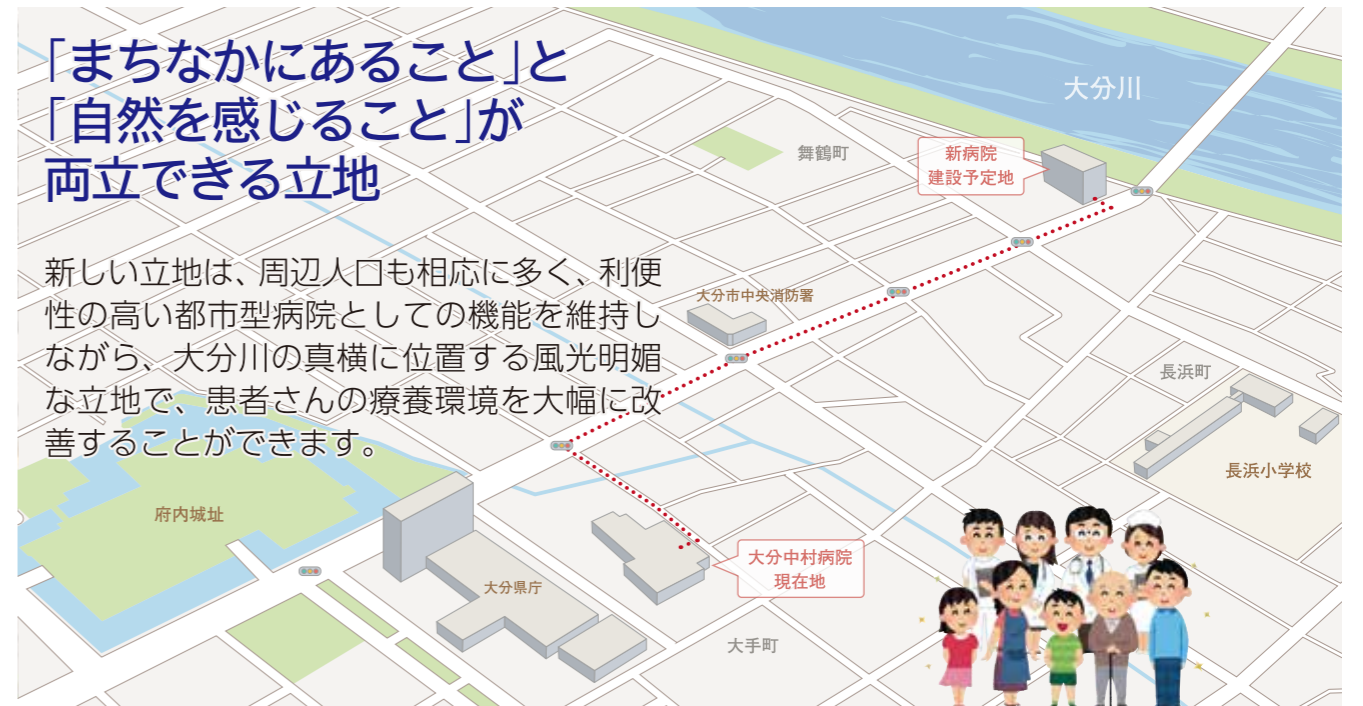 「まちなかにあること」と
「自然を感じること」が
両立できる立地
新しい立地は、周辺人口も相応に多く、利便
性の高い都市型病院としての機能を維持し
ながら、大分川の真横に位置する風光明媚
な立地で、患者さんの療養環境を大幅に改
善することができます。
大分川
舞鶴町
新病院
建設予定地
大分市中央消防署
長浜町
長浜小学校
府内城址
大分県庁
大分中村病院
現在地
大手町